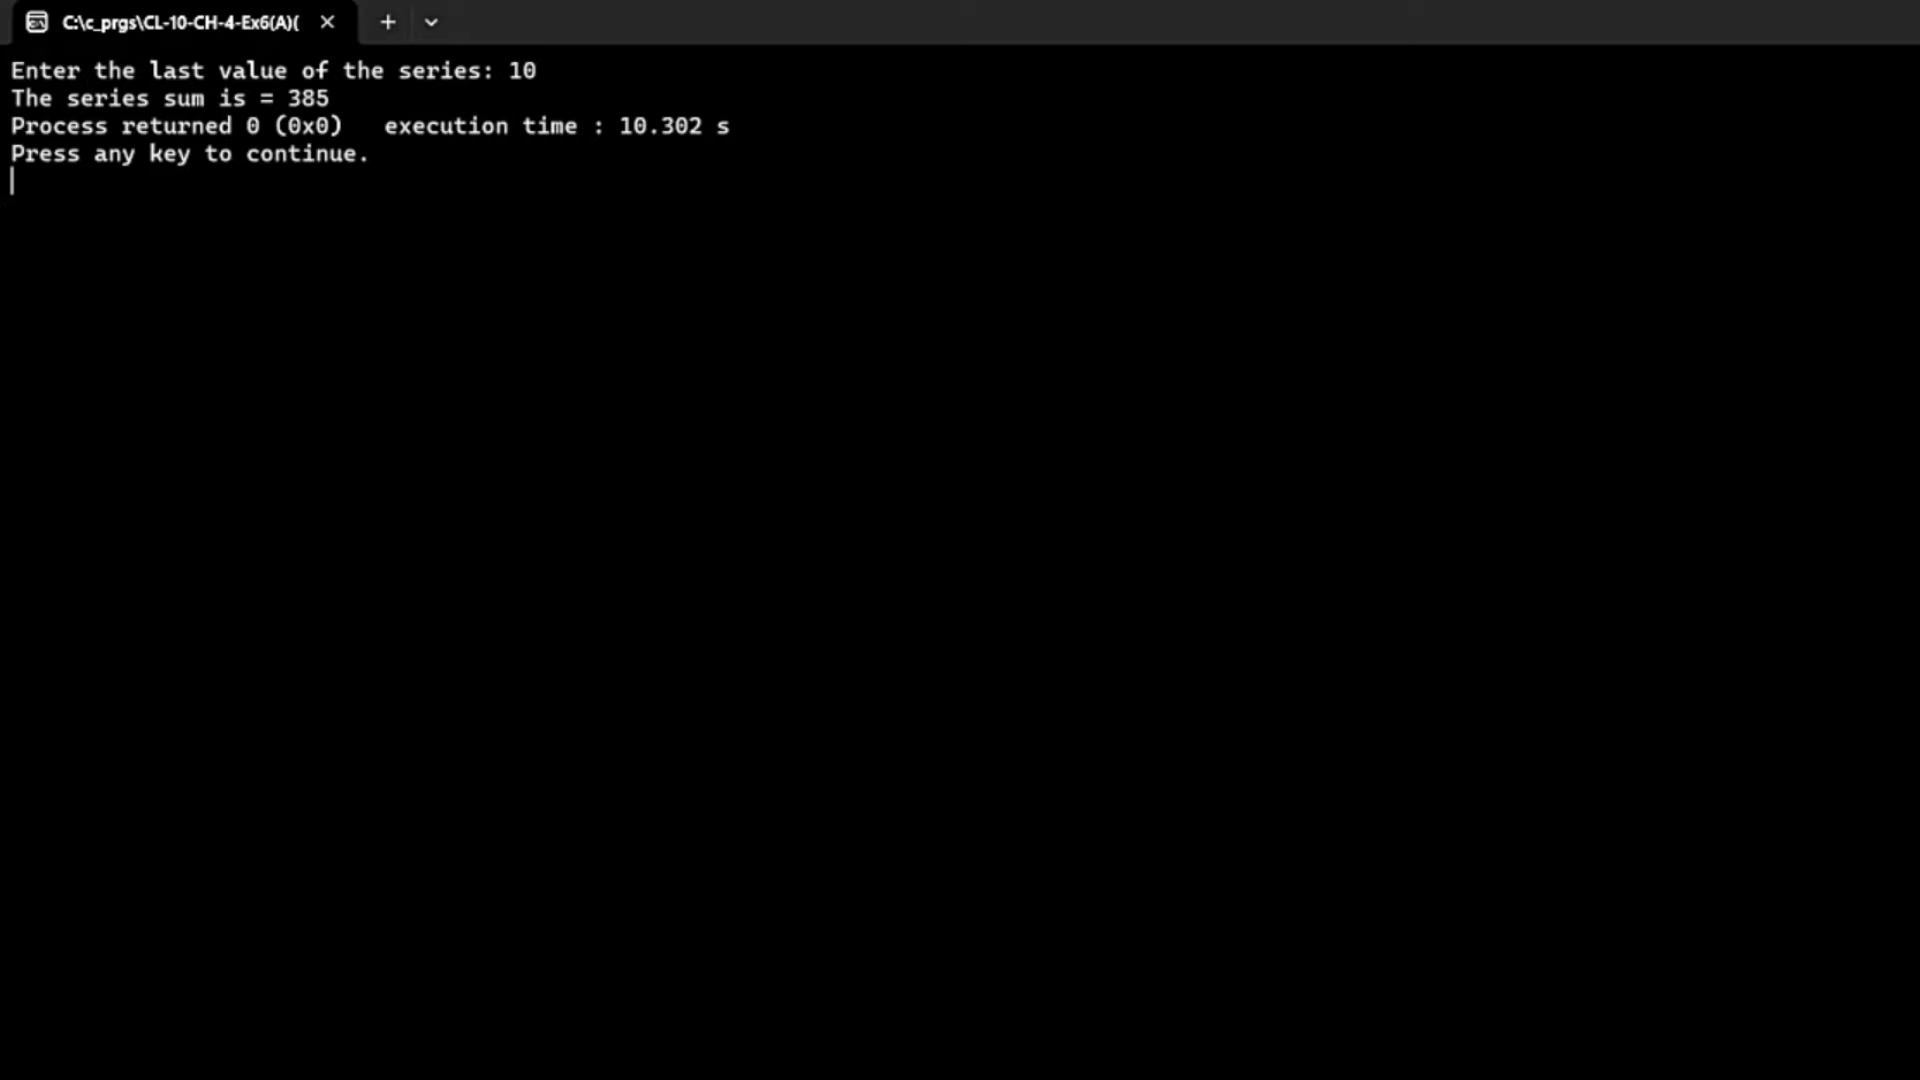 C:\c_prgs\CL-10-CH-4-Ex6(A)(
Enter the last value of the series: 10
The series sum is = 385
Process returned 0 (0x0)   execution time : 10.302 s
Press any key to continue.